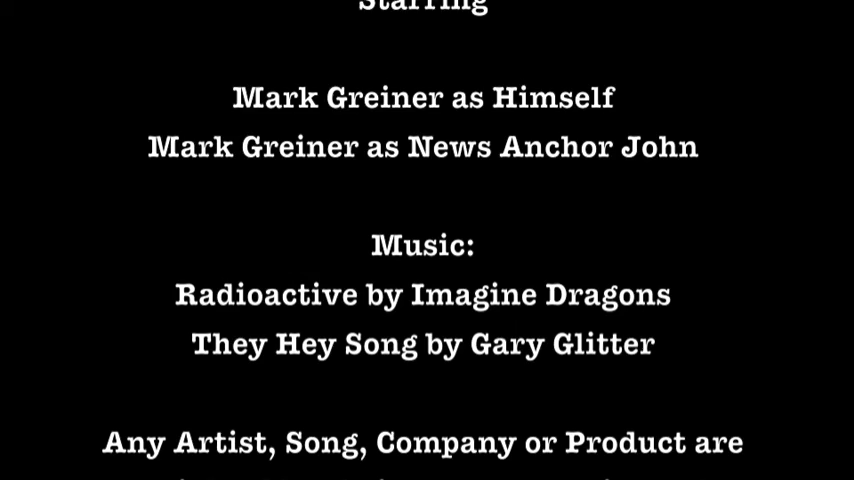 Starring
Mark Greiner as Himself
Mark Greiner as News Anchor John
Music:
Radioactive by Imagine Dragons
They Hey Song by Gary Glitter
Any Artist, Song, Company or Product are